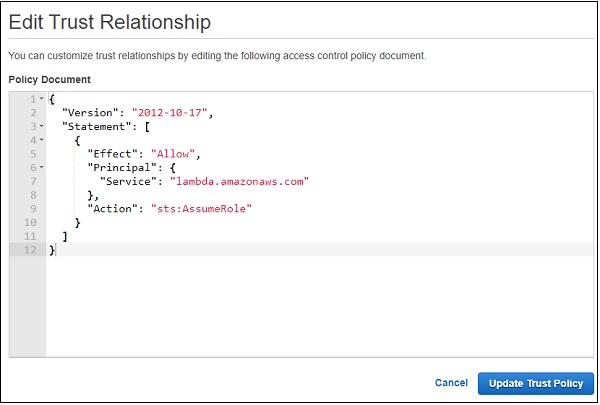 Edit Trust Relationship
You can customize trust relationships by editing the following access control policy document.
Policy Document
1 {
2 "Version": "2012-10-17",
3 "Statement": [
4 {
5 "Effect": "Allow",
6 "Principal": {
7 "Service": "lambda.amazonaws.com"
8 },
9 "Action": "sts:AssumeRole"
10 }
11 ]
12 }
Cancel Update Trust Policy